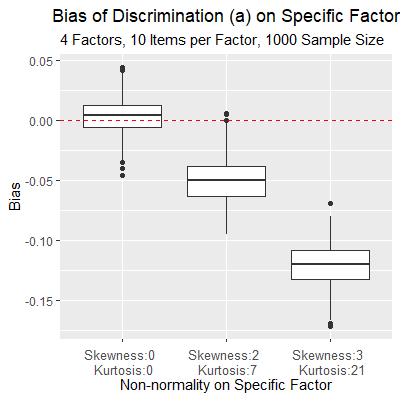 Bias of Discrimination (a) on Specific Factor
4 Factors, 10 Items per Factor, 1000 Sample Size
0.05
0.00
-0.05
-0.10
-0.15
Bias
Skewness:0 Skewness:2 Skewness:3
Kurtosis:0 Kurtosis:7 Kurtosis:21
Non-normality on Specific Factor